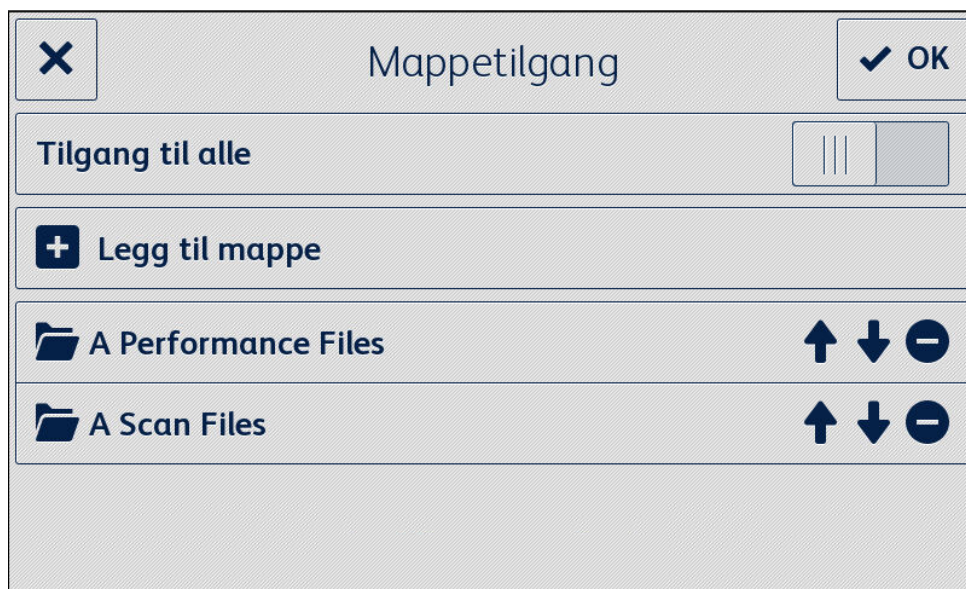 Mappetilgang
OK
Tilgang til alle
Legg til mappe
A Performance Files
A Scan Files